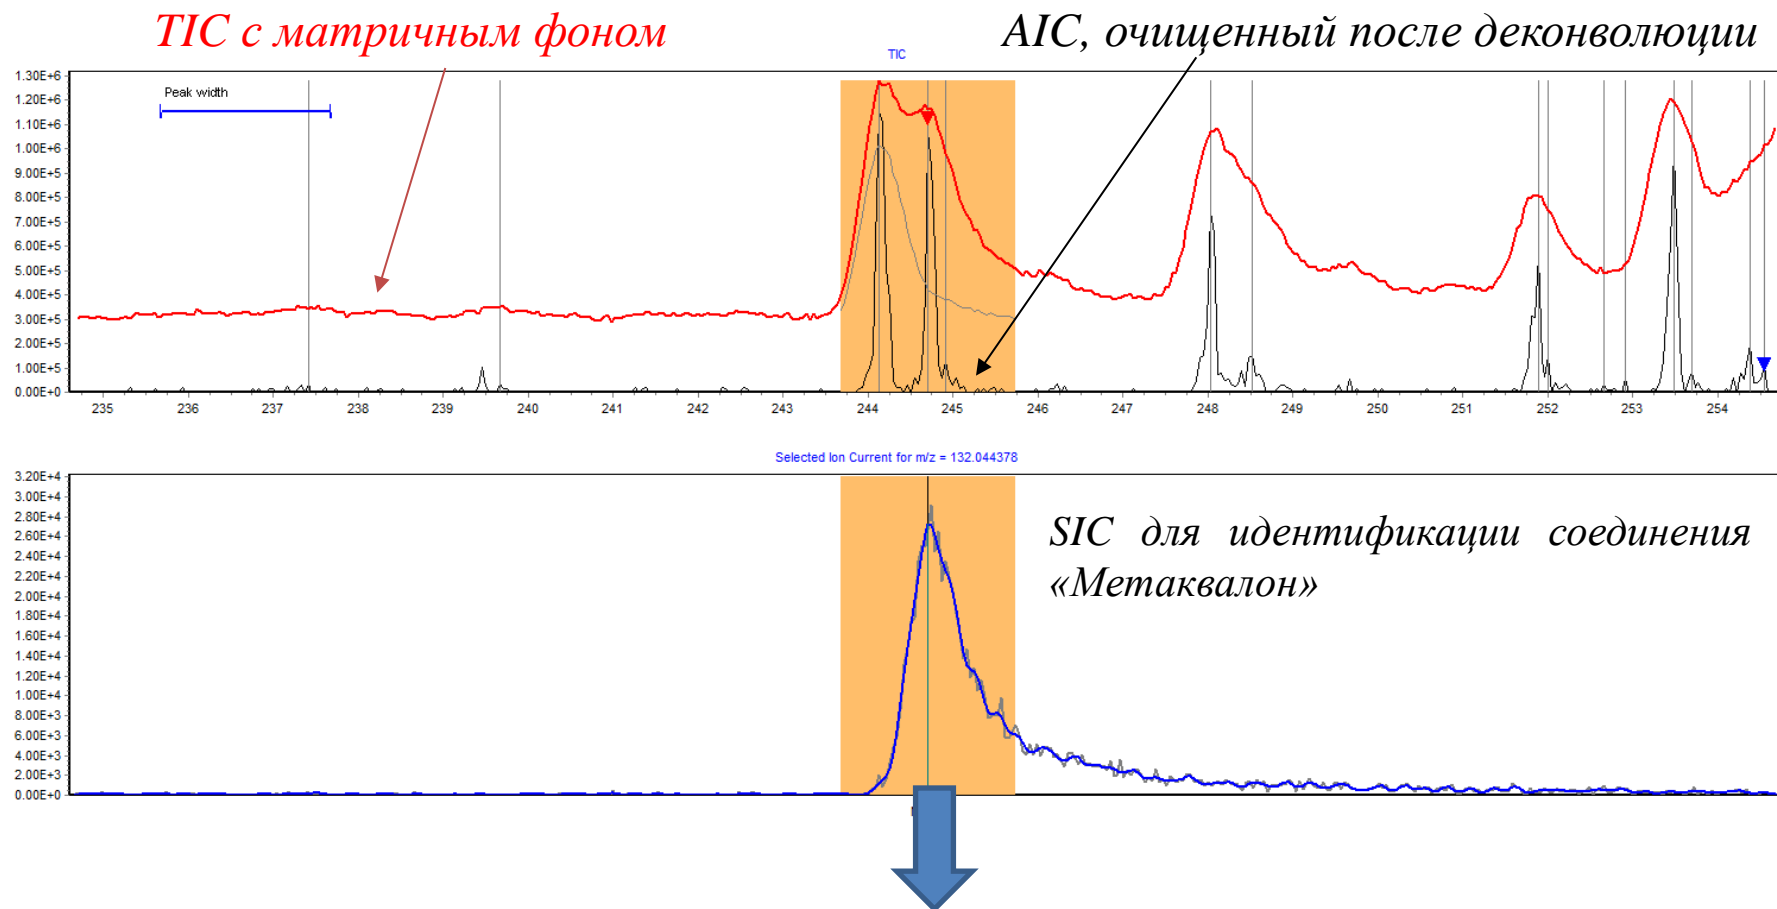 TIC с матричным фоном
AIC, очищенный после деконволюции
TIC
1.30E+6
1.20E+6
1.10E+6
1.00E+6
9.00E+5
8.00E+5
7.00E+5
6.00E+5
5.00E+5
4.00E+5
3.00E+5
2.00E+5
1.00E+5
0.00E+0
Peak width
235 236 237 238 239 240 241 242 243 244 245 246 247 248 249 250 251 252 253 254
Selected Ion Current for m/z = 132.044378
3.20E+4
3.00E+4
2.80E+4
2.60E+4
2.40E+4
2.20E+4
2.00E+4
1.80E+4
1.60E+4
1.40E+4
1.20E+4
1.00E+4
8.00E+3
6.00E+3
4.00E+3
2.00E+3
0.00E+0
SIC для идентификации соединения
«Метаквалон»